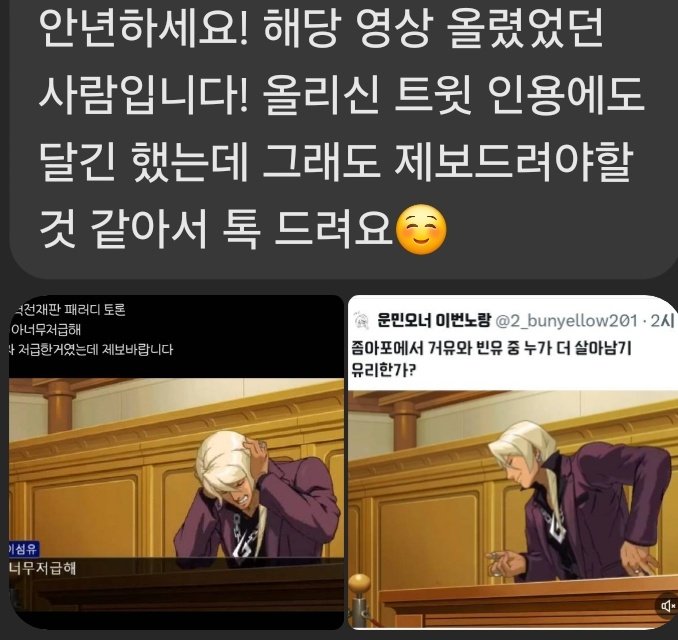 안년하세요! 해당 영상 올렸었던
사람입니다! 올리신 트윗 인용에도
달긴 했는데 그래도 제보드려야할
것 같아서 톡 드려요☺️
전재판 패러디 토론
아너무저급해
저급한거였는데 제보바랍니다
이섬유
너무저급해
운민오너 이번노랑 @2_bunyellow201 · 2시
좀아포에서 거유와 빈유 중 누가 더 살아남기
유리한가?